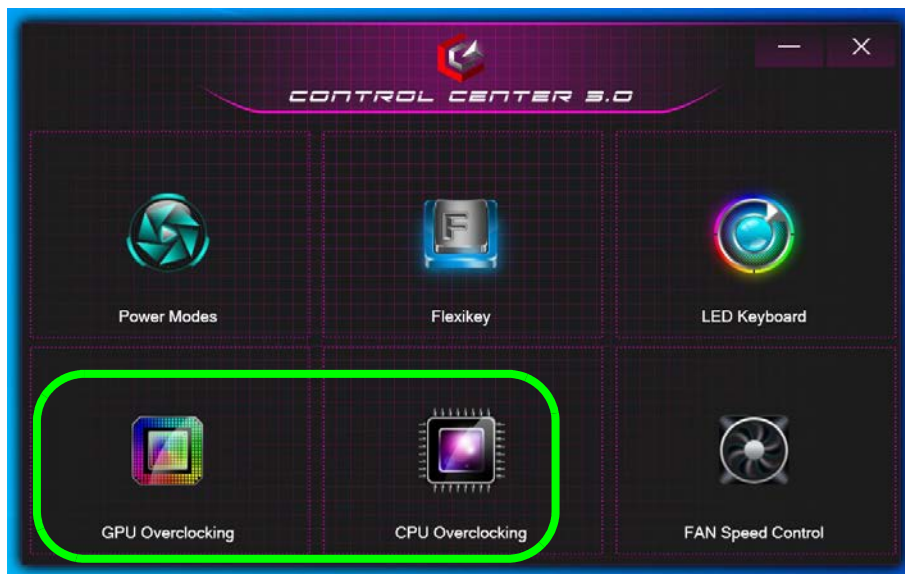 CONTROL CENTER 3.0
Power Modes
Flexikey
LED Keyboard
GPU Overclocking
CPU Overclocking
FAN Speed Control